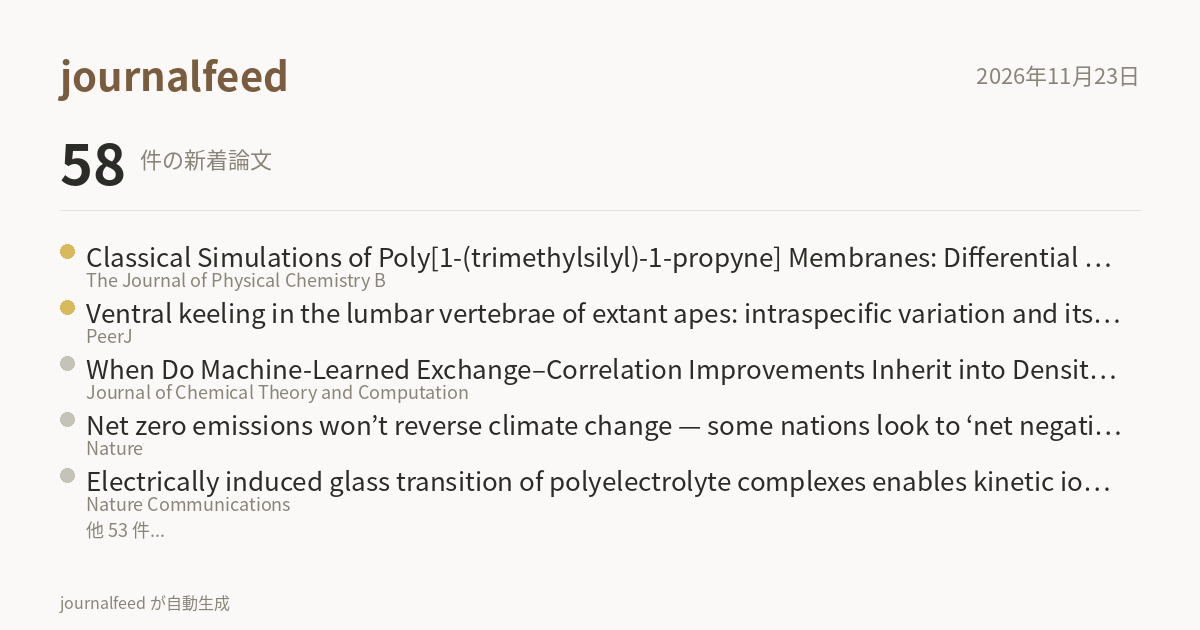 journalfeed
2026年11月23日
58 件の新着論文
Classical Simulations of Poly[1-(trimethylsilyl)-1-propyne] Membranes: Differential …
The Journal of Physical Chemistry B
Ventral keeling in the lumbar vertebrae of extant apes: intraspecific variation and its…
PeerJ
When Do Machine-Learned Exchange–Correlation Improvements Inherit into Densit…
Journal of Chemical Theory and Computation
Net zero emissions won’t reverse climate change — some nations look to ‘net negati…
Nature
Electrically induced glass transition of polyelectrolyte complexes enables kinetic io…
Nature Communications
他 53 件...
journalfeed が自動生成